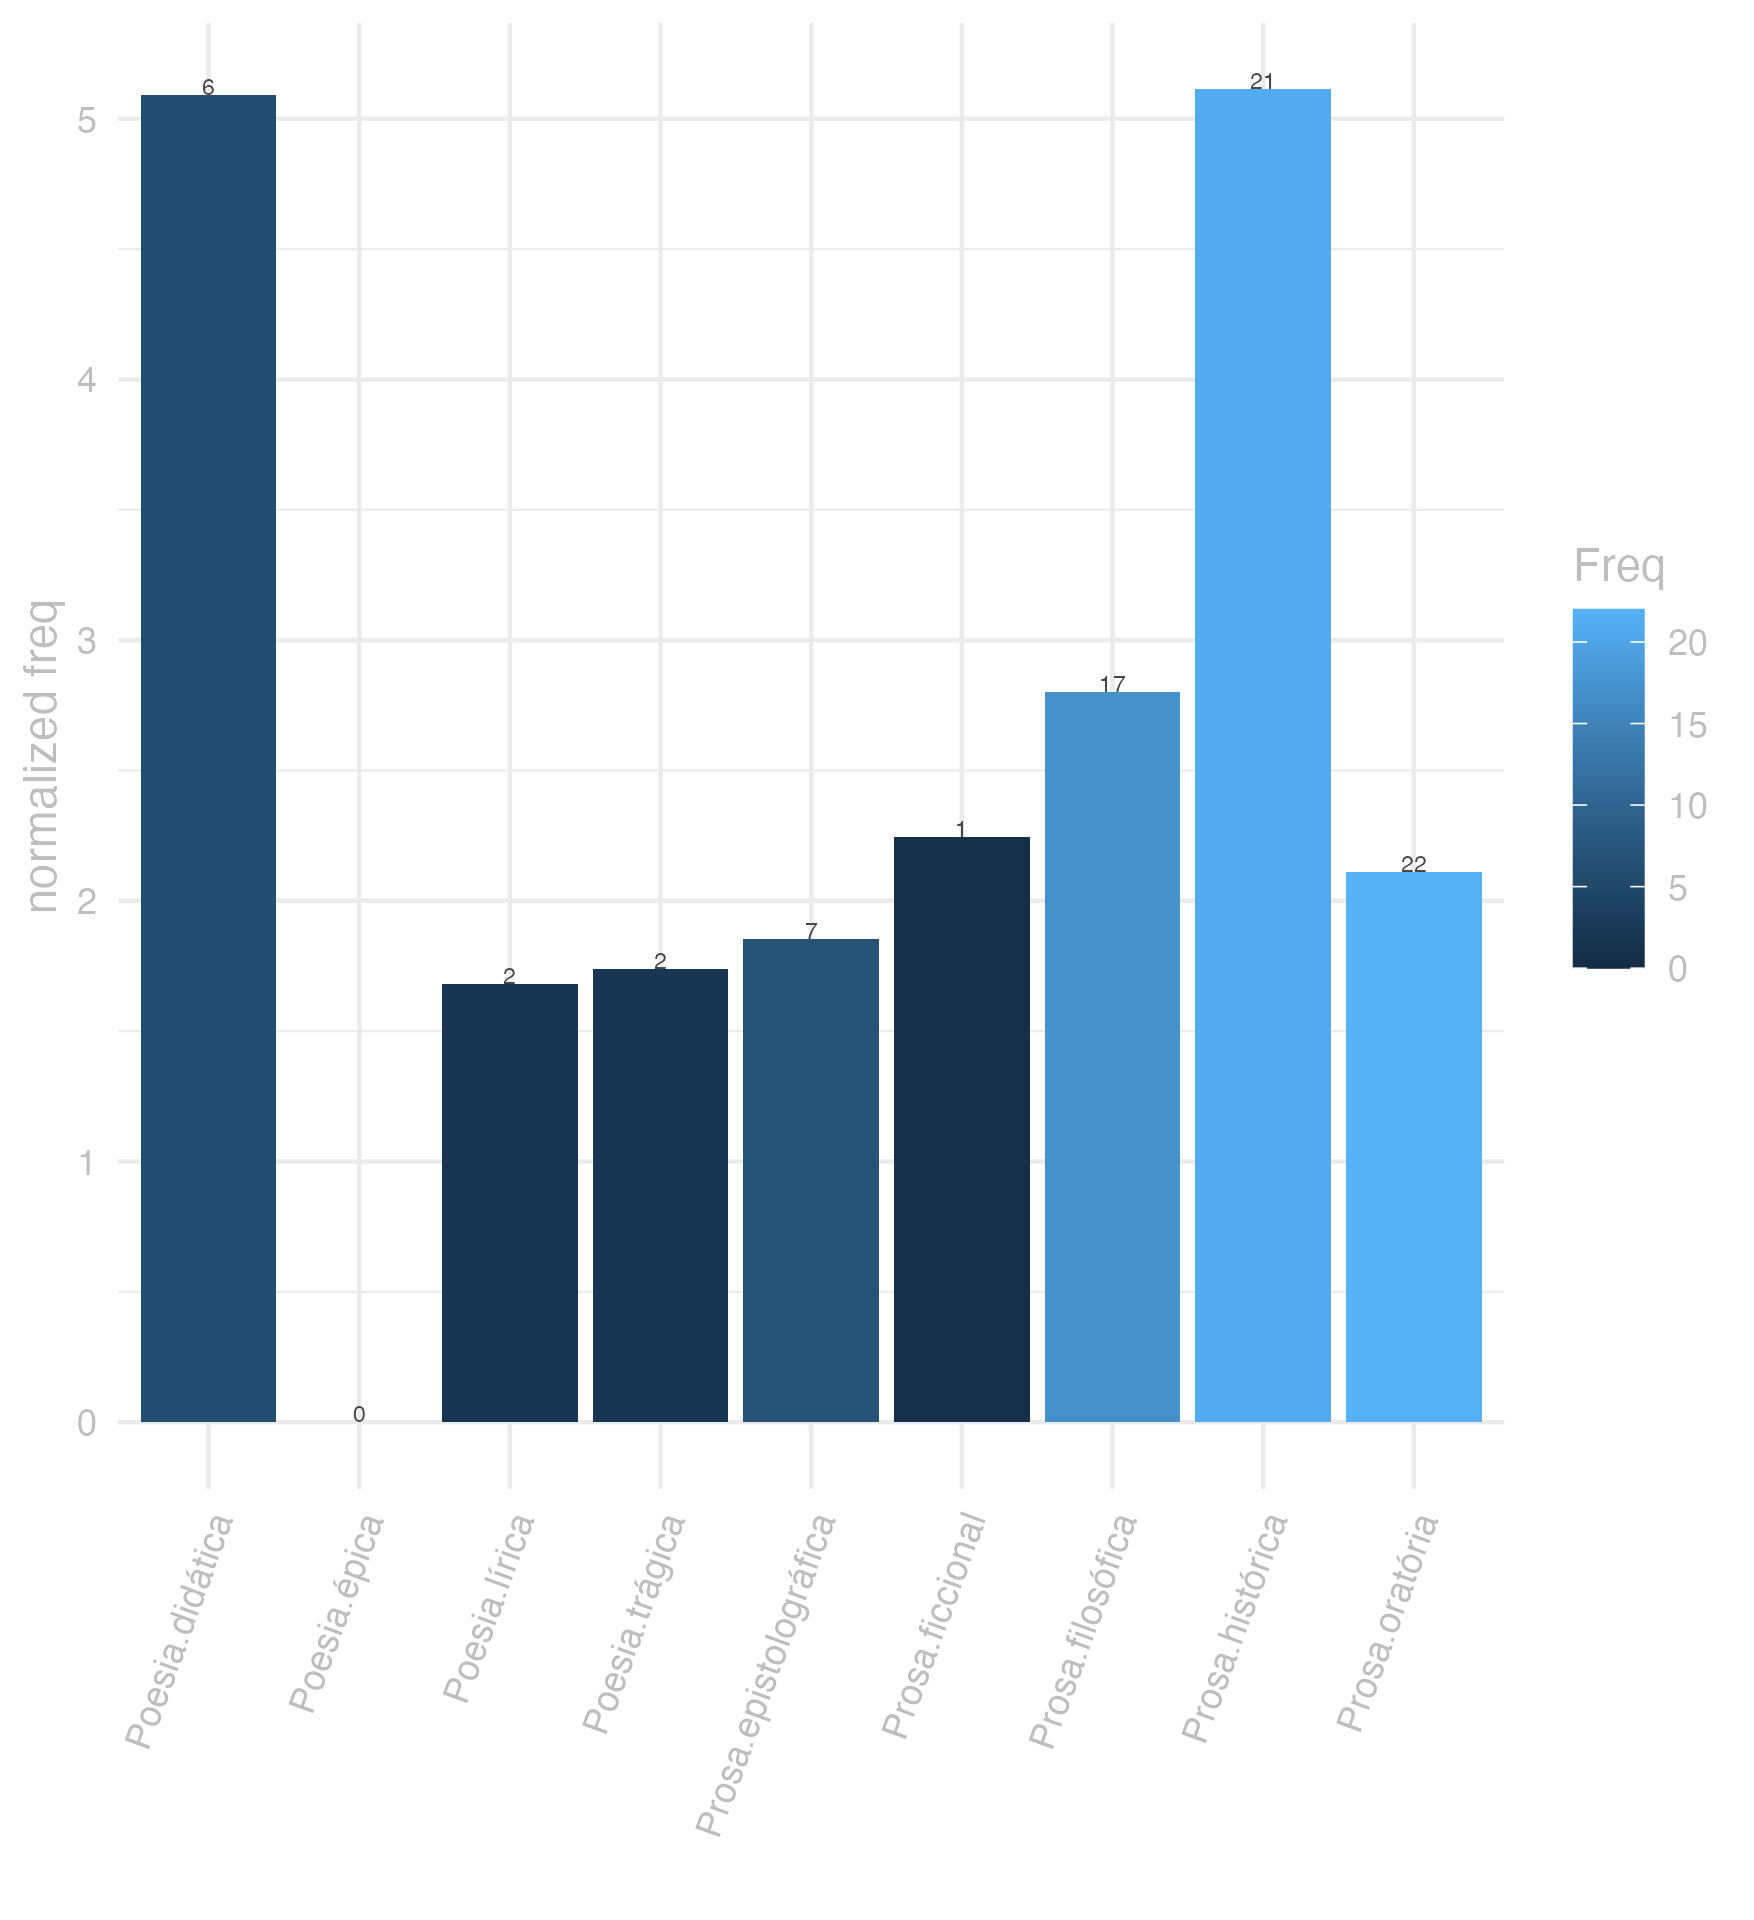 6
21
5
4
3
2
1
0
normalized freq
17
1
22
7
2
2
0
Freq
20
15
10
5
0
Poesia.didática
Poesia.épica
Poesia.lírica
Poesia.trágica
Prosa.epistolográfica
Prosa.ficcional
Prosa.filosófica
Prosa.histórica
Prosa.oratória